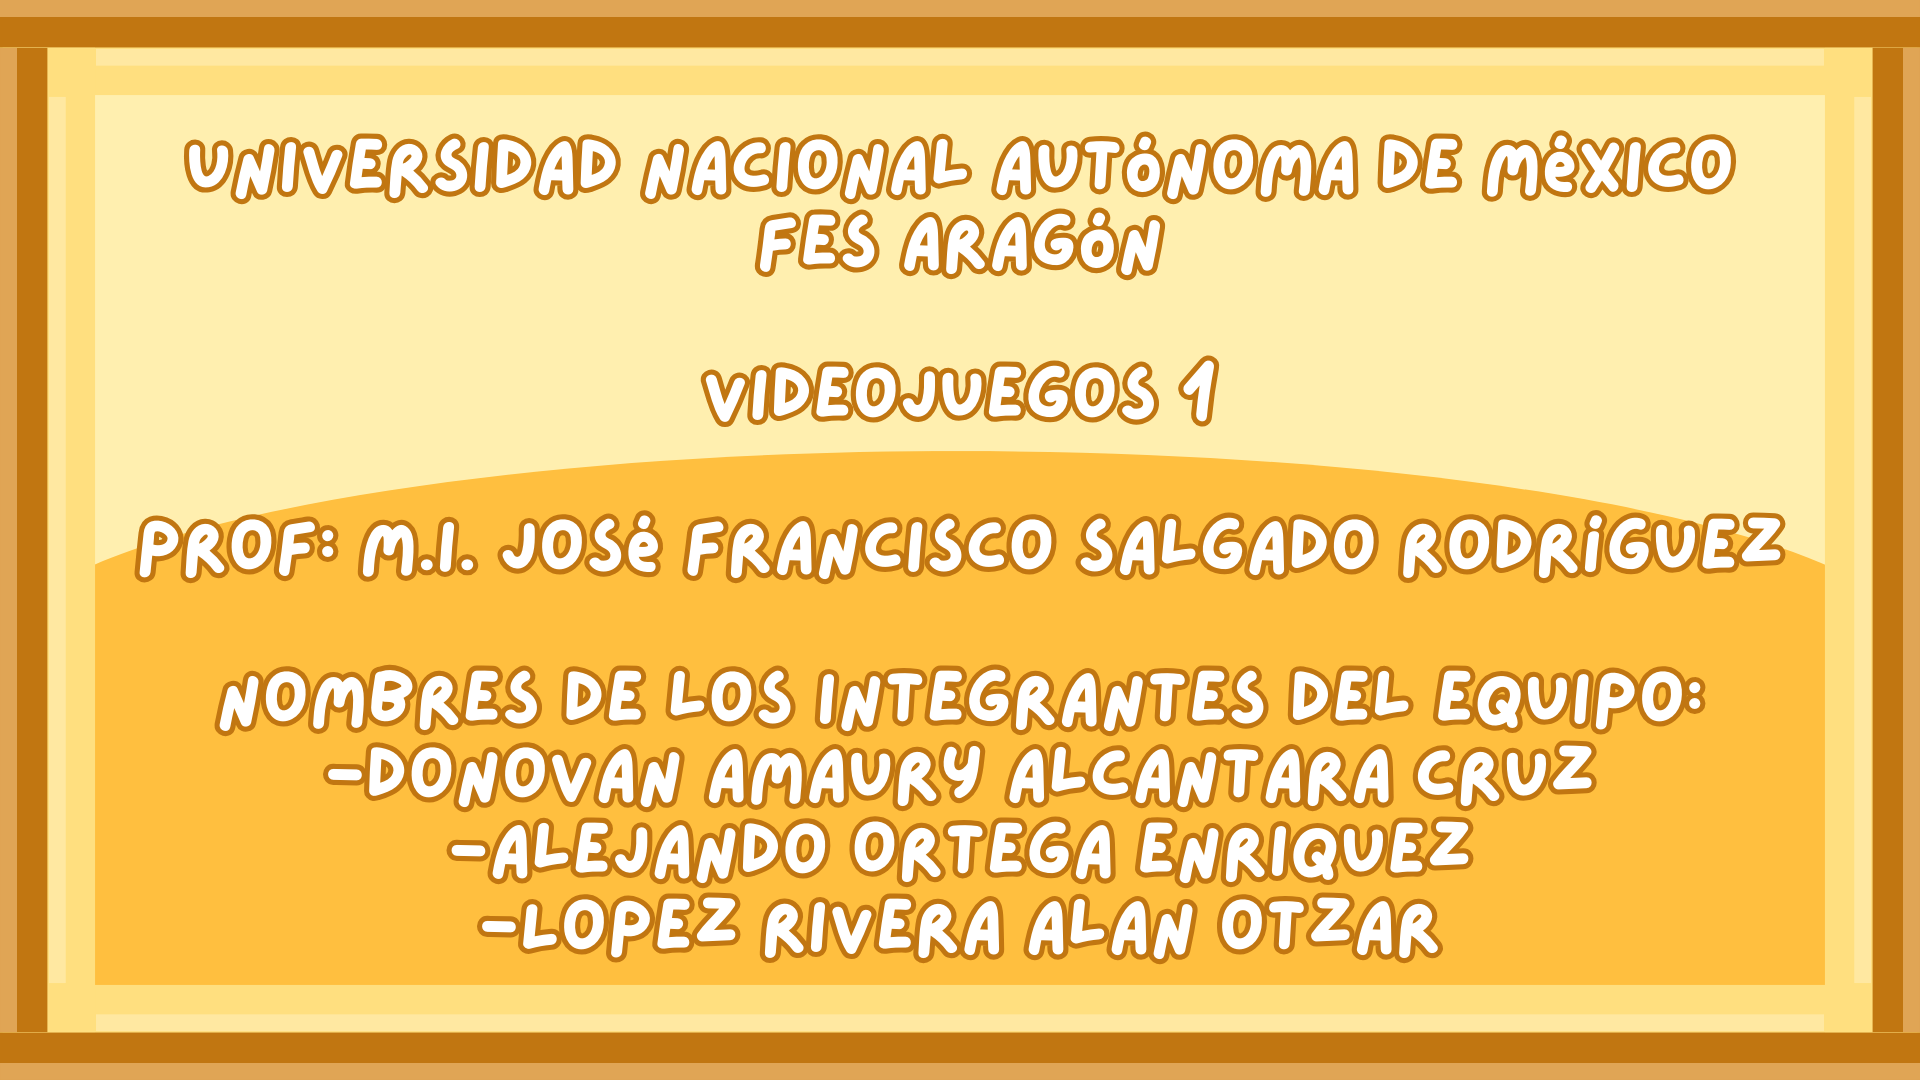 UNIVERSIDAD NACIONAL AUTÓNOMA DE MÉXICO
FES ARAGÓN
VIDEOJUEGOS 1
PROF: M.I. JOSÉ FRANCISCO SALGADO RODRÍGUEZ
NOMBRES DE LOS INTEGRANTES DEL EQUIPO:
-DONOVAN AMAURY ALCANTARA CRUZ
-ALEJANDO ORTEGA ENRIQUEZ
-LOPEZ RIVERA ALAN OTZAR